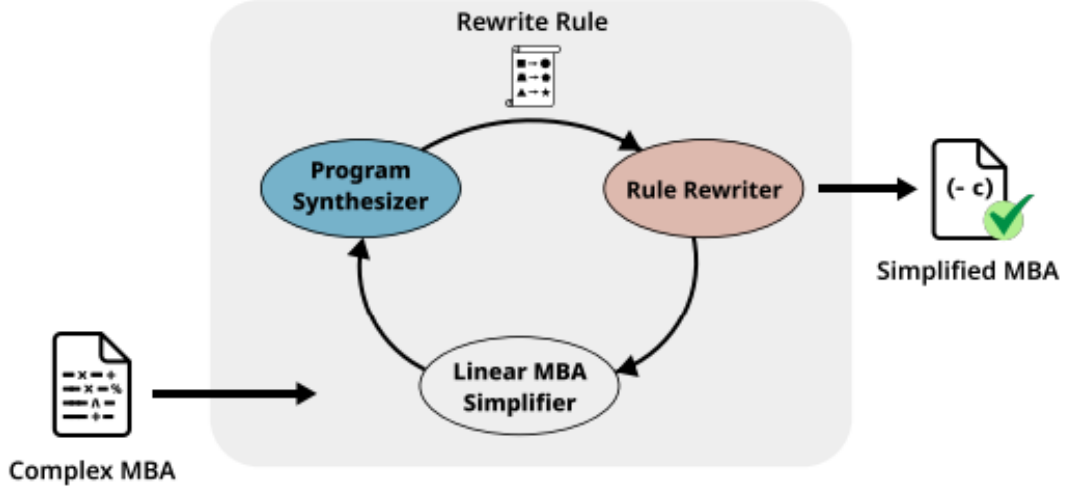 Rewrite Rule
Program
Synthesizer
Rule Rewriter
(- c)
Simplified MBA
Linear MBA
Simplifier
Complex MBA